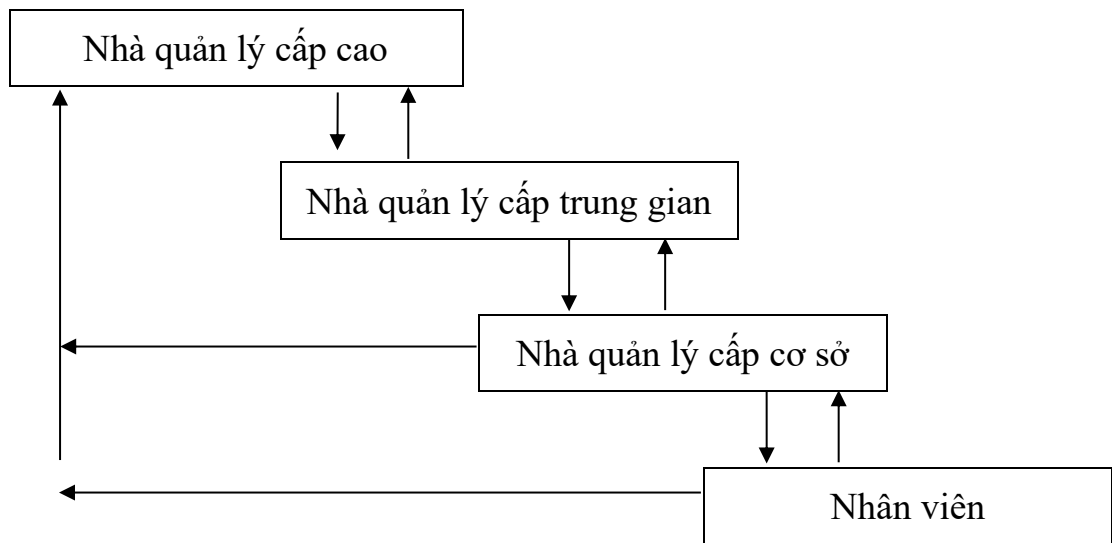 Nhà quản lý cấp cao
Nhà quản lý cấp trung gian
Nhà quản lý cấp cơ sở
Nhân viên